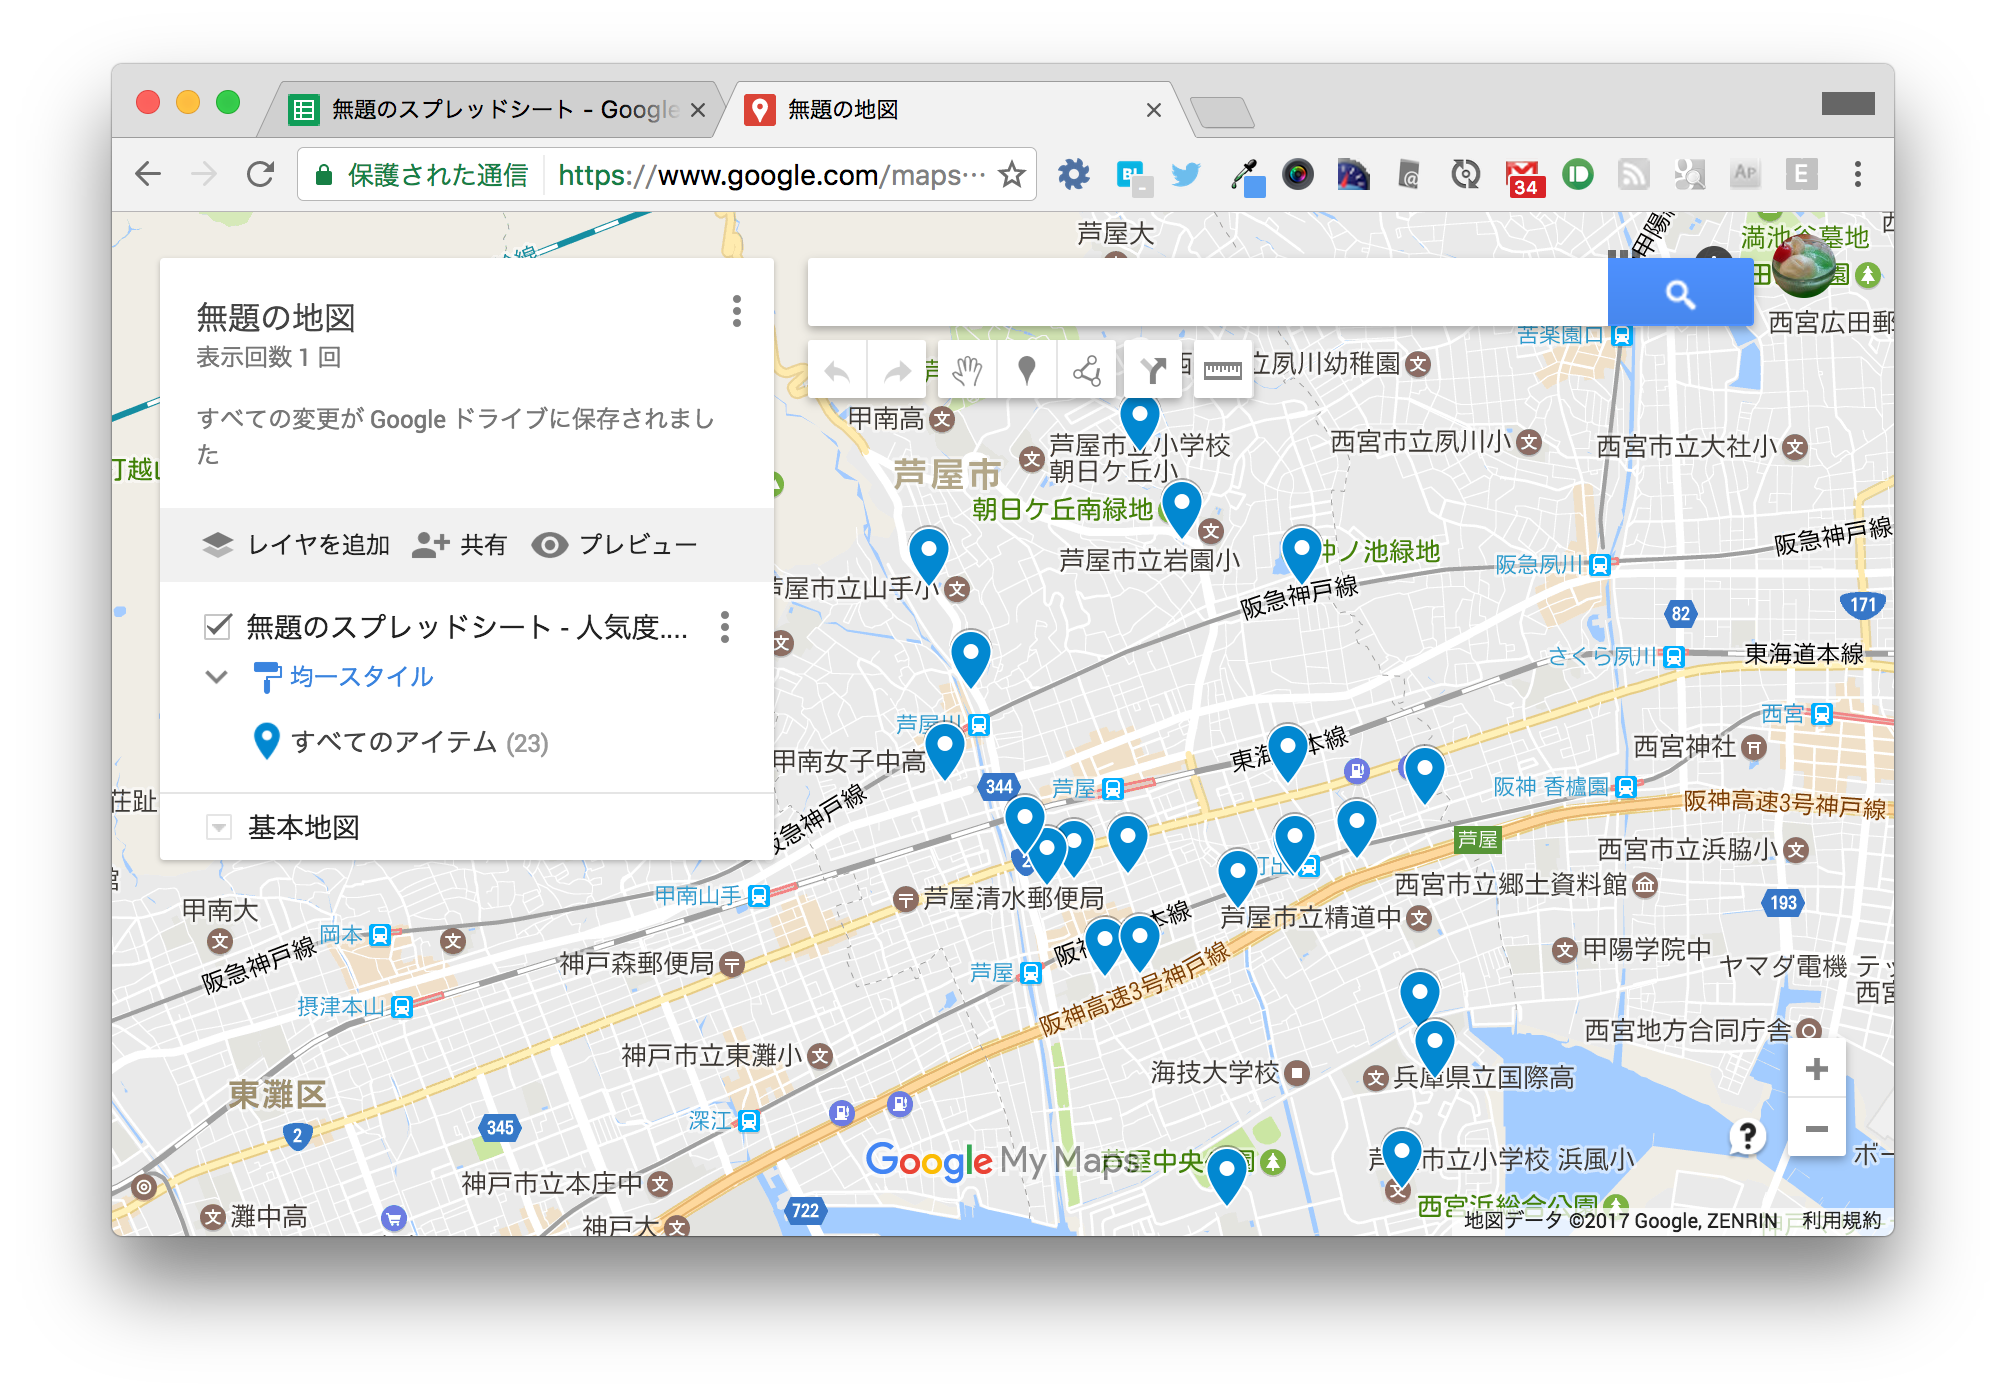 無題のスプレッドシート - Google
無題の地図
保護された通信
https://www.google.com/maps…
34
AP
E
無題の地図
表示回数 1 回
すべての変更が Google ドライブに保存されまし
た
レイヤを追加
共有
プレビュー
無題のスプレッドシート - 人気度....
均一スタイル
すべてのアイテム (23)
基本地図
芦屋大
満池谷墓地
西宮広田郵
苦楽園口
立夙川幼稚園
甲南高
芦屋市立小学校
朝日ケ丘小
西宮市立夙川小
西宮市立大社小
芦屋市
朝日ケ丘南緑地
芦屋市立岩園小
阪急神戸線
阪急夙川
阪急神戸線
芦屋市立山手小
82
171
さくら夙川
東海道本線
芦屋川
西宮
甲南女子中高
西宮神社
344
芦屋
阪神 香櫨園
阪神高速3号神戸線
荘趾
芦屋
西宮市立浜脇小
甲南山手
芦屋清水郵便局
西宮市立郷土資料館
193
甲南大
岡本
阪急神戸線
芦屋市立精道中
甲陽学院中
神戸森郵便局
芦屋
阪神高速3号神戸線
ヤマダ電機 テッ
摂津本山
西宮地方合同庁舎
神戸市立東灘小
海技大学校
兵庫県立国際高
東灘区
2
345
深江
Google My Maps
市立小学校 浜風小
神戸市立本庄中
灘中高
神戸大
722
西宮浜総合公園
地図データ ©2017 Google, ZENRIN
利用規約